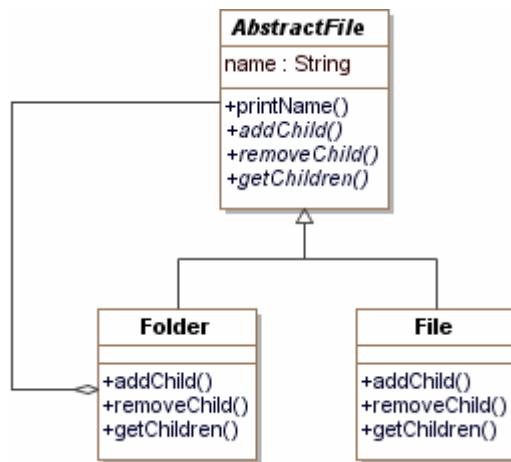 AbstractFile
name : String
+printName()
+addChild()
+removeChild()
+getChildren()
Folder
+addChild()
+removeChild()
+getChildren()
File
+addChild()
+removeChild()
+getChildren()